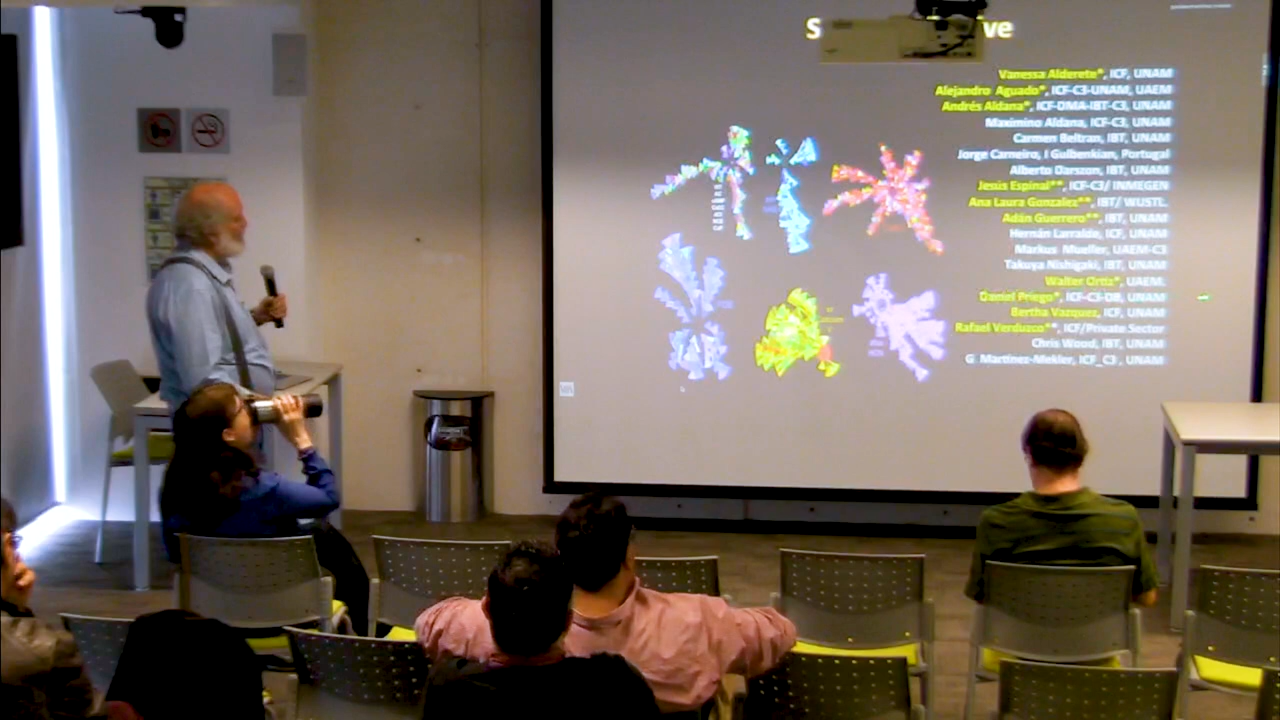 S ve
Vanessa Alderete*, ICF, UNAM
Alejandro Aguado*, ICF-C3-UNAM, UAEM
Andrés Aldana*, ICF-DMA-IBT-C3, UNAM
Maximino Aldana, ICF-C3, UNAM
Carmen Beltran, IBT, UNAM
Jorge Carneiro, I Gulbenkian, Portugal
Alberto Darszon, IBT, UNAM
Jesús Espinal**, ICF-C3/ INMEGEN
Ana Laura Gonzalez**, IBT/ WUSTL.
Adán Guerrero**, IBT, UNAM
Hernán Larralde, ICF, UNAM
Markus Mueller, UAEM-C3
Takuya Nishigaki, IBT, UNAM
Walter Ortiz*, UAEM.
Daniel Priego*, ICF-C3-DB, UNAM
Bertha Vazquez, ICF, UNAM
Rafael Verduzco**, ICF/Private Sector
Chris Wood, IBT, UNAM
G Martínez-Mekler, ICF_C3 , UNAM